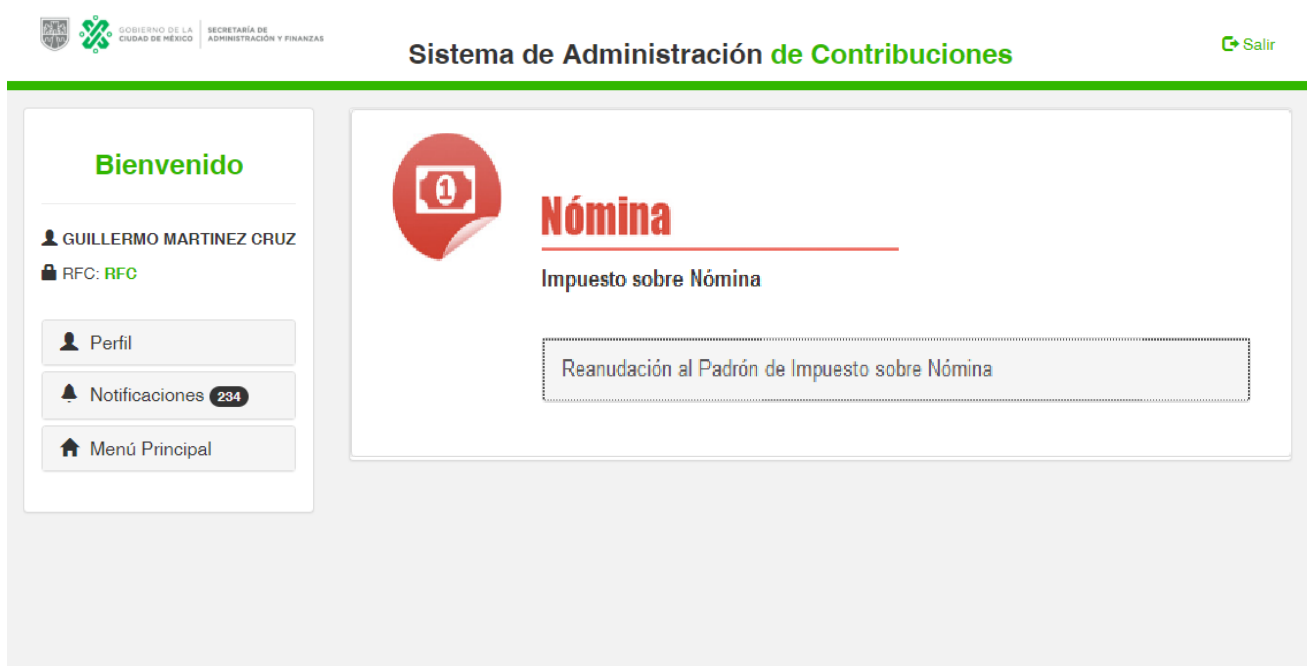 GOBIERNO DE LA
CIUDAD DE MÉXICO
SECRETARÍA DE
ADMINISTRACIÓN Y FINANZAS
Sistema de Administración de Contribuciones
Salir
Bienvenido
GUILLERMO MARTINEZ CRUZ
RFC: RFC
Perfil
Notificaciones 234
Menú Principal
1
Nómina
Impuesto sobre Nómina
Reanudación al Padrón de Impuesto sobre Nómina